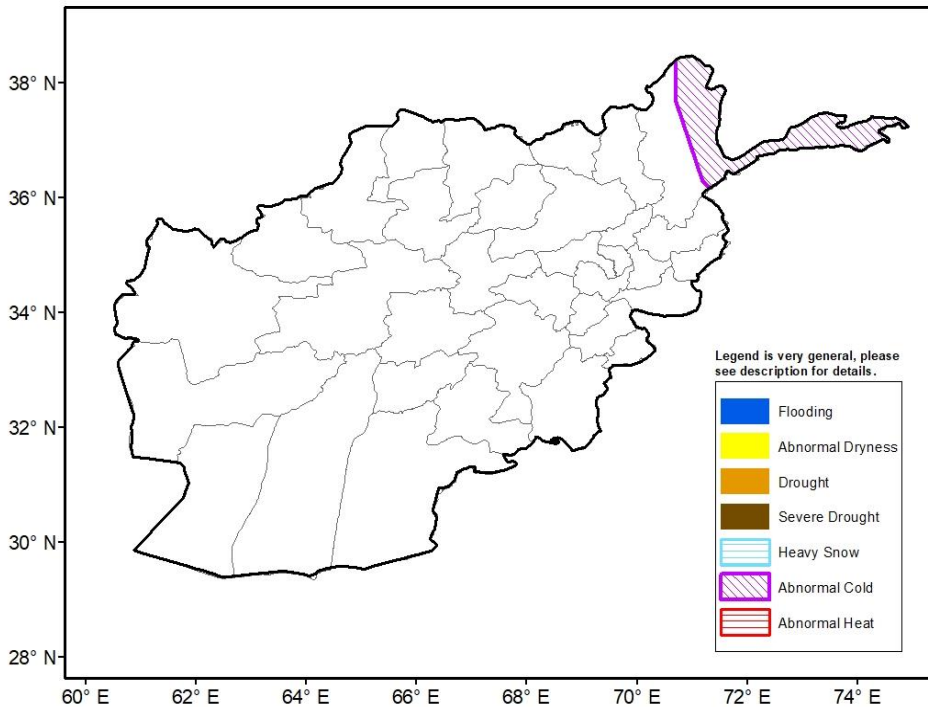 38° N
36° N
34° N
32° N
30° N
28° N
60° E
62° E
64° E
66° E
68° E
70° E
72° E
74° E
Legend is very general, please
see description for details.
Flooding
Abnormal Dryness
Drought
Severe Drought
Heavy Snow
Abnormal Cold
Abnormal Heat